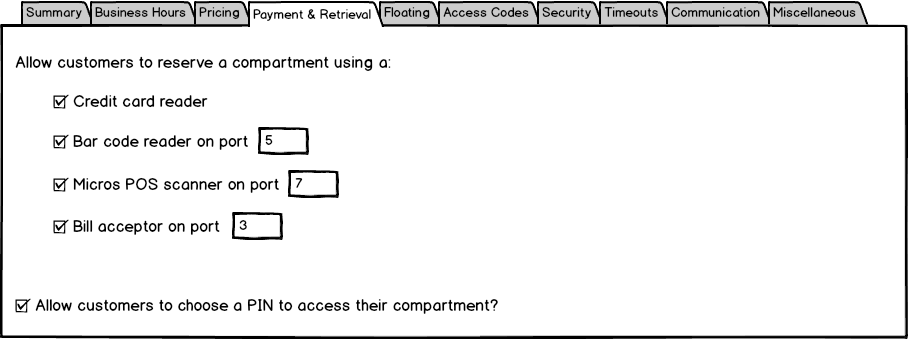 Summary Business Hours Pricing Payment & Retrieval Floating Access Codes Security Timeouts Communication Miscellaneous
Allow customers to reserve a compartment using a:
Credit card reader
Bar code reader on port 5
Micros POS scanner on port 7
Bill acceptor on port 3
Allow customers to choose a PIN to access their compartment?